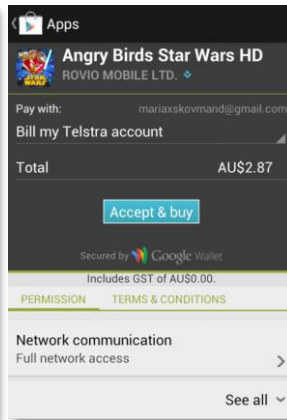 Apps
Angry Birds Star Wars HD
ROVIO MOBILE LTD.
Pay with: mariaxskovmand@gmail.com
Bill my Telstra account
Total AU$2.87
Accept & buy
Secured by Google Wallet
Includes GST of AU$0.00.
PERMISSION TERMS & CONDITIONS
Network communication
Full network access
See all